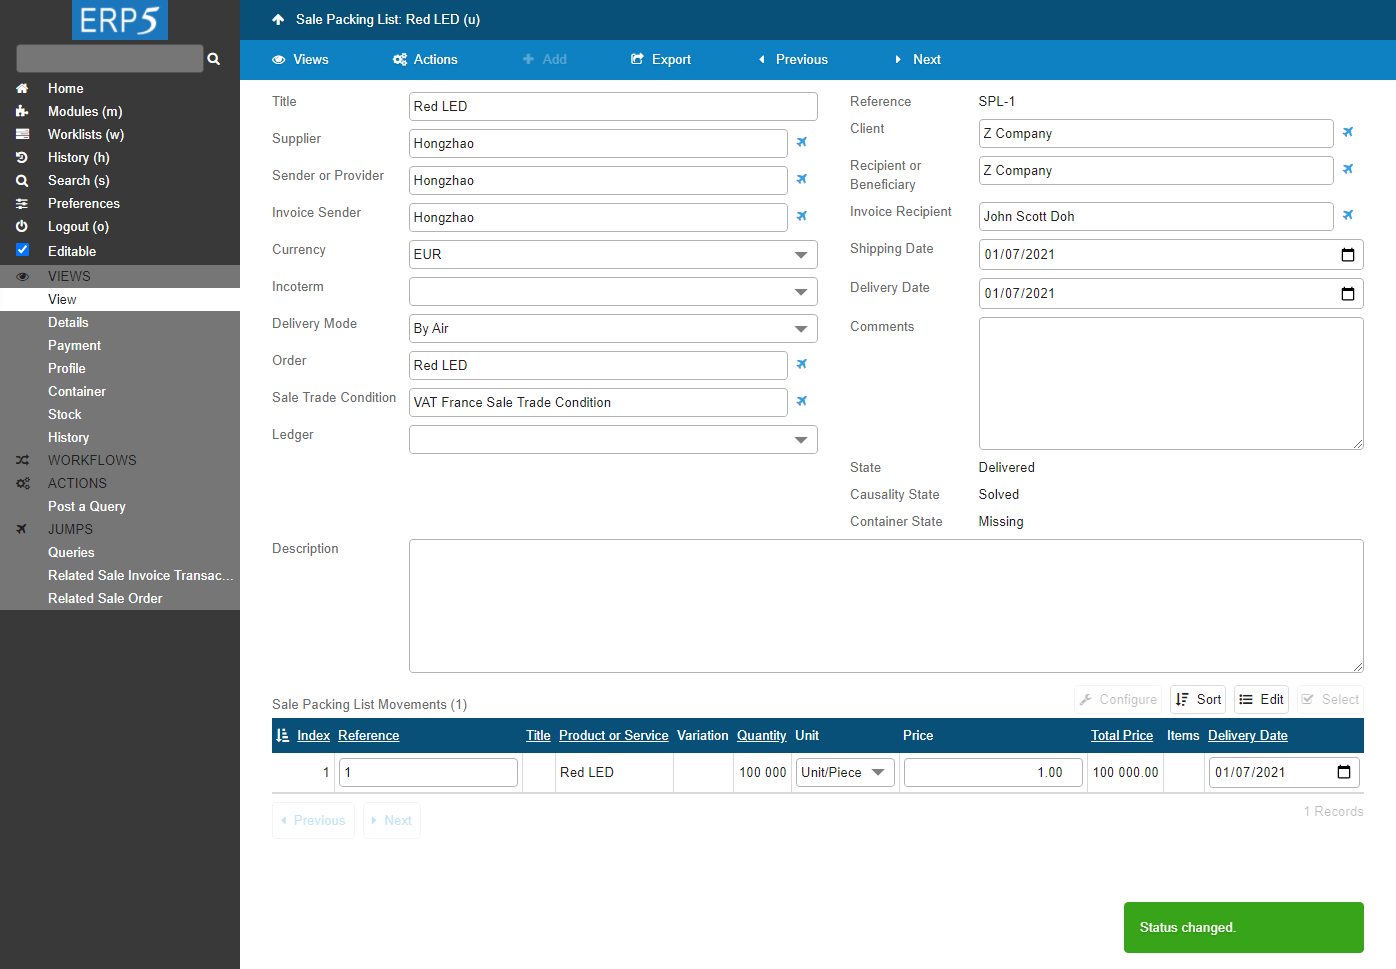 ERP5
Sale Packing List: Red LED (u)
Views
Actions
Add
Export
Previous
Next
Home
Modules (m)
Worklists (w)
History (h)
Search (s)
Preferences
Logout (o)
Editable
VIEWS
View
Details
Payment
Profile
Container
Stock
History
WORKFLOWS
ACTIONS
Post a Query
JUMPS
Queries
Related Sale Invoice Transac...
Related Sale Order
Title Red LED
Supplier Hongzhao
Sender or Provider Hongzhao
Invoice Sender Hongzhao
Currency EUR
Incoterm
Delivery Mode By Air
Order Red LED
Sale Trade Condition VAT France Sale Trade Condition
Ledger
Reference SPL-1
Client Z Company
Recipient or
Beneficiary Z Company
Invoice Recipient John Scott Doh
Shipping Date 01/07/2021
Delivery Date 01/07/2021
Comments
State Delivered
Causality State Solved
Container State Missing
Description
Sale Packing List Movements (1)
Configure Sort Edit Select
Index Reference Title Product or Service Variation Quantity Unit Price Total Price Items Delivery Date
1 1 Red LED 100 000 Unit/Piece 1.00 100 000.00 01/07/2021
Previous Next
1 Records
Status changed.